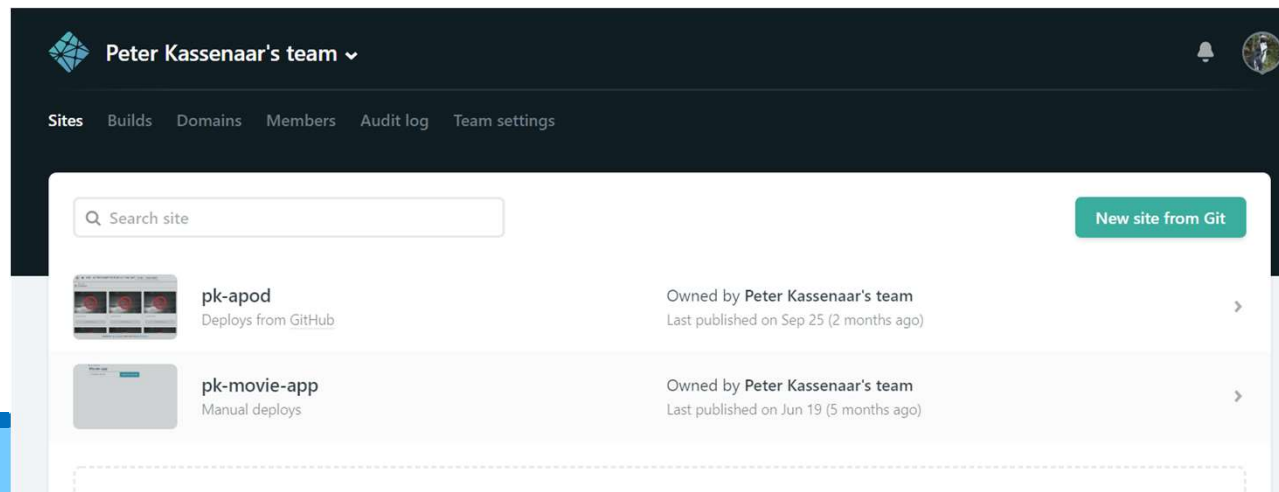 Peter Kassenaar's team
Sites Builds Domains Members Audit log Team settings
Search site
New site from Git
pk-apod
Deploys from GitHub
Owned by Peter Kassenaar's team
Last published on Sep 25 (2 months ago)
pk-movie-app
Manual deploys
Owned by Peter Kassenaar's team
Last published on Jun 19 (5 months ago)